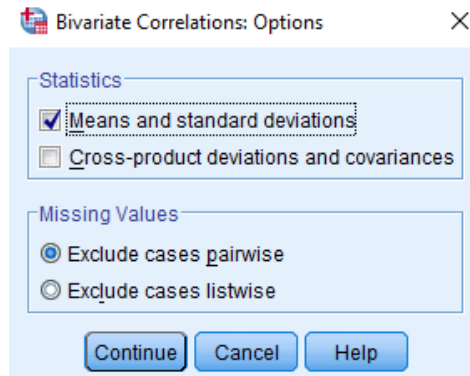 Bivariate Correlations: Options
Statistics
Means and standard deviations
Cross-product deviations and covariances
Missing Values
Exclude cases pairwise
Exclude cases listwise
Continue Cancel Help